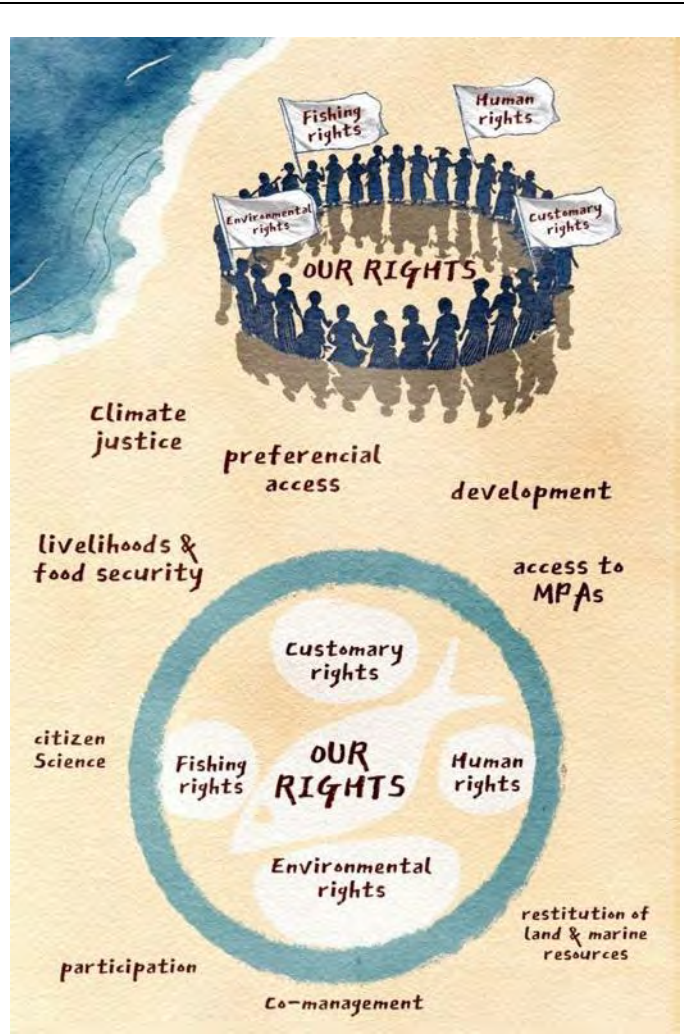 Fishing
rights
Human
rights
Environmental
rights
Customary
rights
OUR RIGHTS
Climate
justice
preferencial
access
development
livelihoods &
food security
access to
MPAs
Customary
rights
citizen
Science
Fishing
rights
OUR
RIGHTS
Human
rights
Environmental
rights
restitution of
land & marine
resources
participation
Co-management